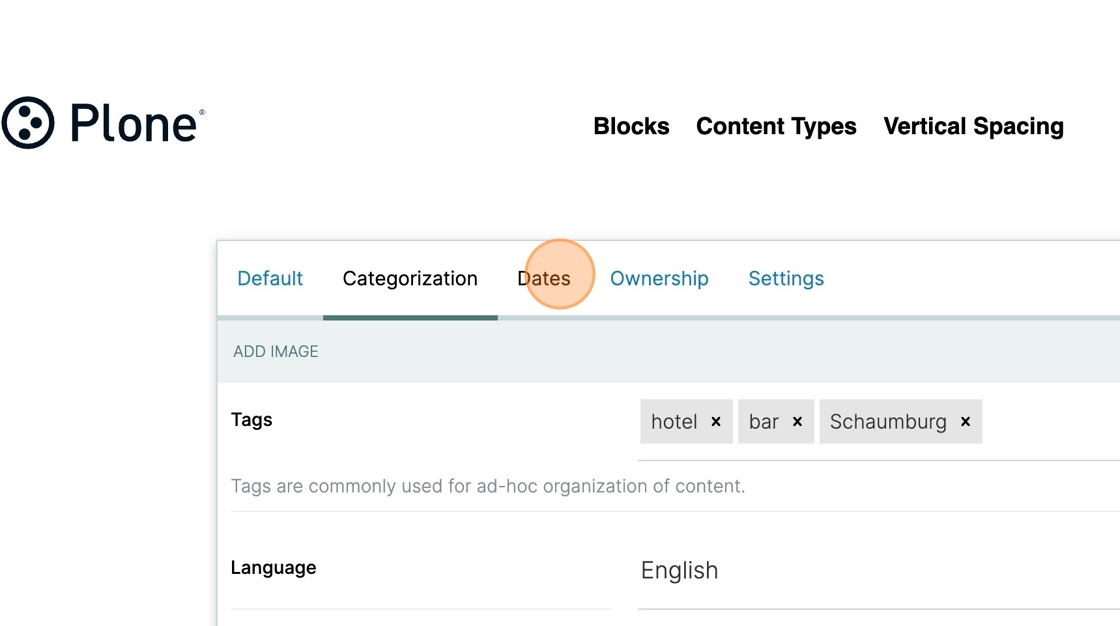 Plone®
Blocks Content Types Vertical Spacing
Default Categorization Dates Ownership Settings
ADD IMAGE
Tags hotel × bar × Schaumburg ×
Tags are commonly used for ad-hoc organization of content.
Language English